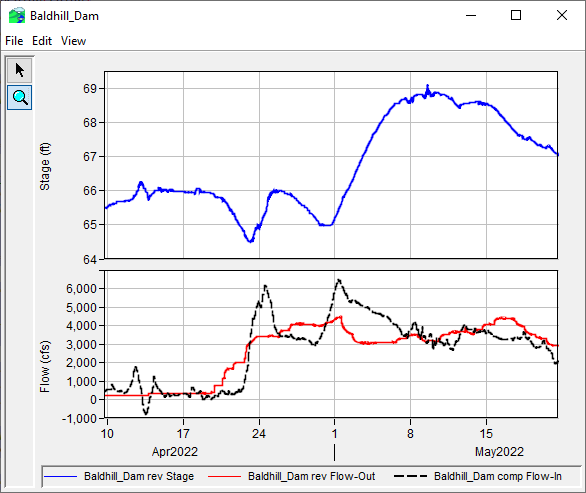 Baldhill_Dam
File Edit View
Stage (ft)
69
68
67
66
65
64
Flow (cfs)
6,000
5,000
4,000
3,000
2,000
1,000
0
-1,000
10 17 24 1 8 15
Apr2022 May2022
Baldhill_Dam rev Stage Baldhill_Dam rev Flow-Out Baldhill_Dam comp Flow-In